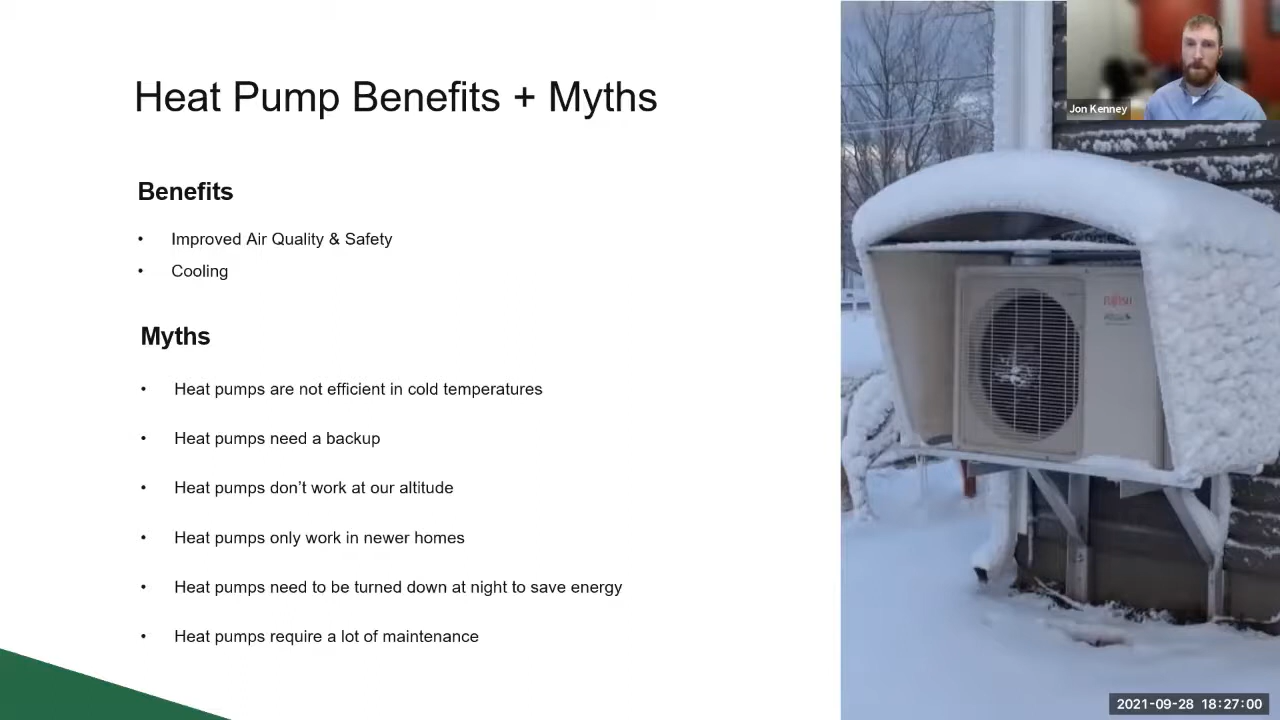 Heat Pump Benefits + Myths
Jon Kenney
Benefits
• Improved Air Quality & Safety
• Cooling
Myths
• Heat pumps are not efficient in cold temperatures
• Heat pumps need a backup
• Heat pumps don’t work at our altitude
• Heat pumps only work in newer homes
• Heat pumps need to be turned down at night to save energy
• Heat pumps require a lot of maintenance
2021-09-28 18:27:00